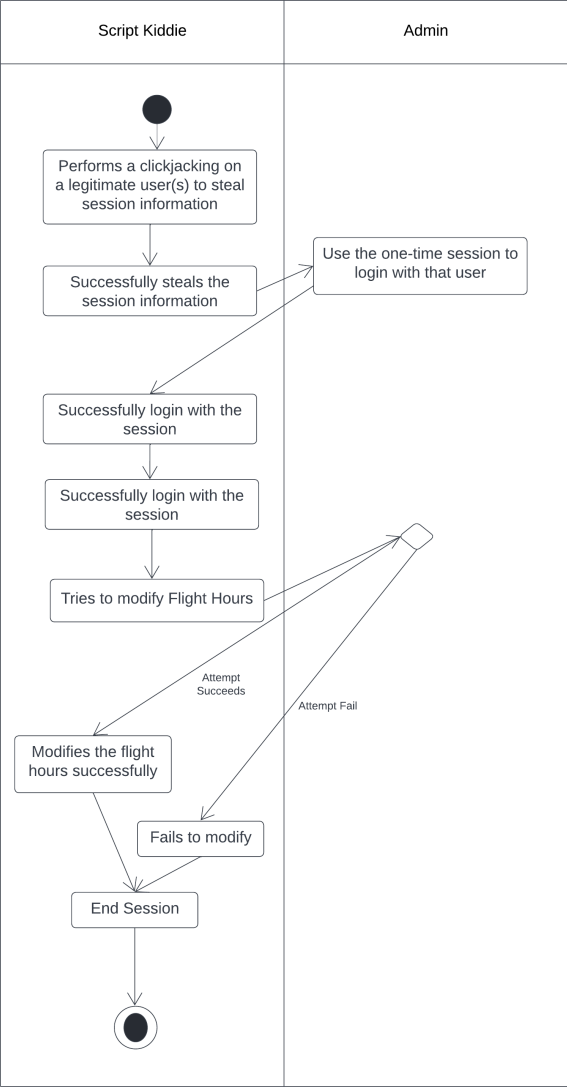 Script Kiddie
Admin
Performs a clickjacking on
a legitimate user(s) to steal
session information
Use the one-time session to
login with that user
Successfully steals the
session information
Successfully login with the
session
Successfully login with the
session
Tries to modify Flight Hours
Attempt
Succeeds
Attempt Fail
Modifies the flight
hours successfully
Fails to modify
End Session